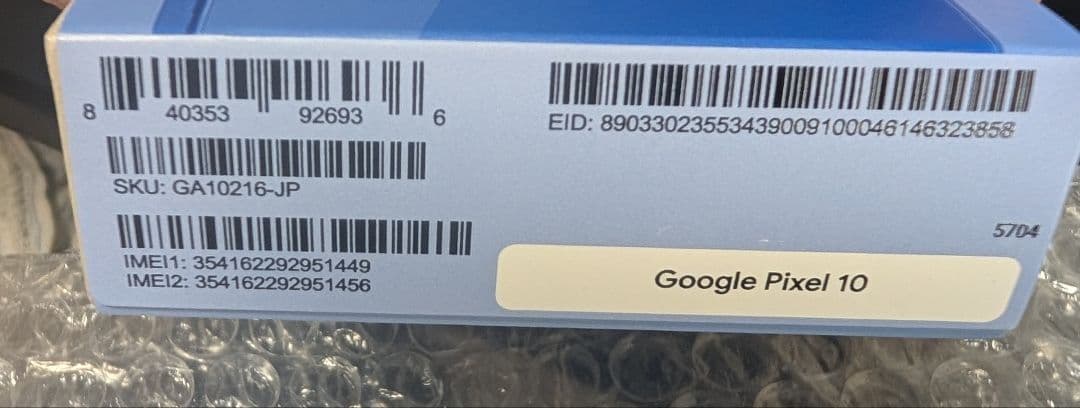 8 40353 92693 6
SKU: GA10216-JP
IMEI1: 354162292951449
IMEI2: 354162292951456
EID: 89033023553439009100046146323858
5704
Google Pixel 10